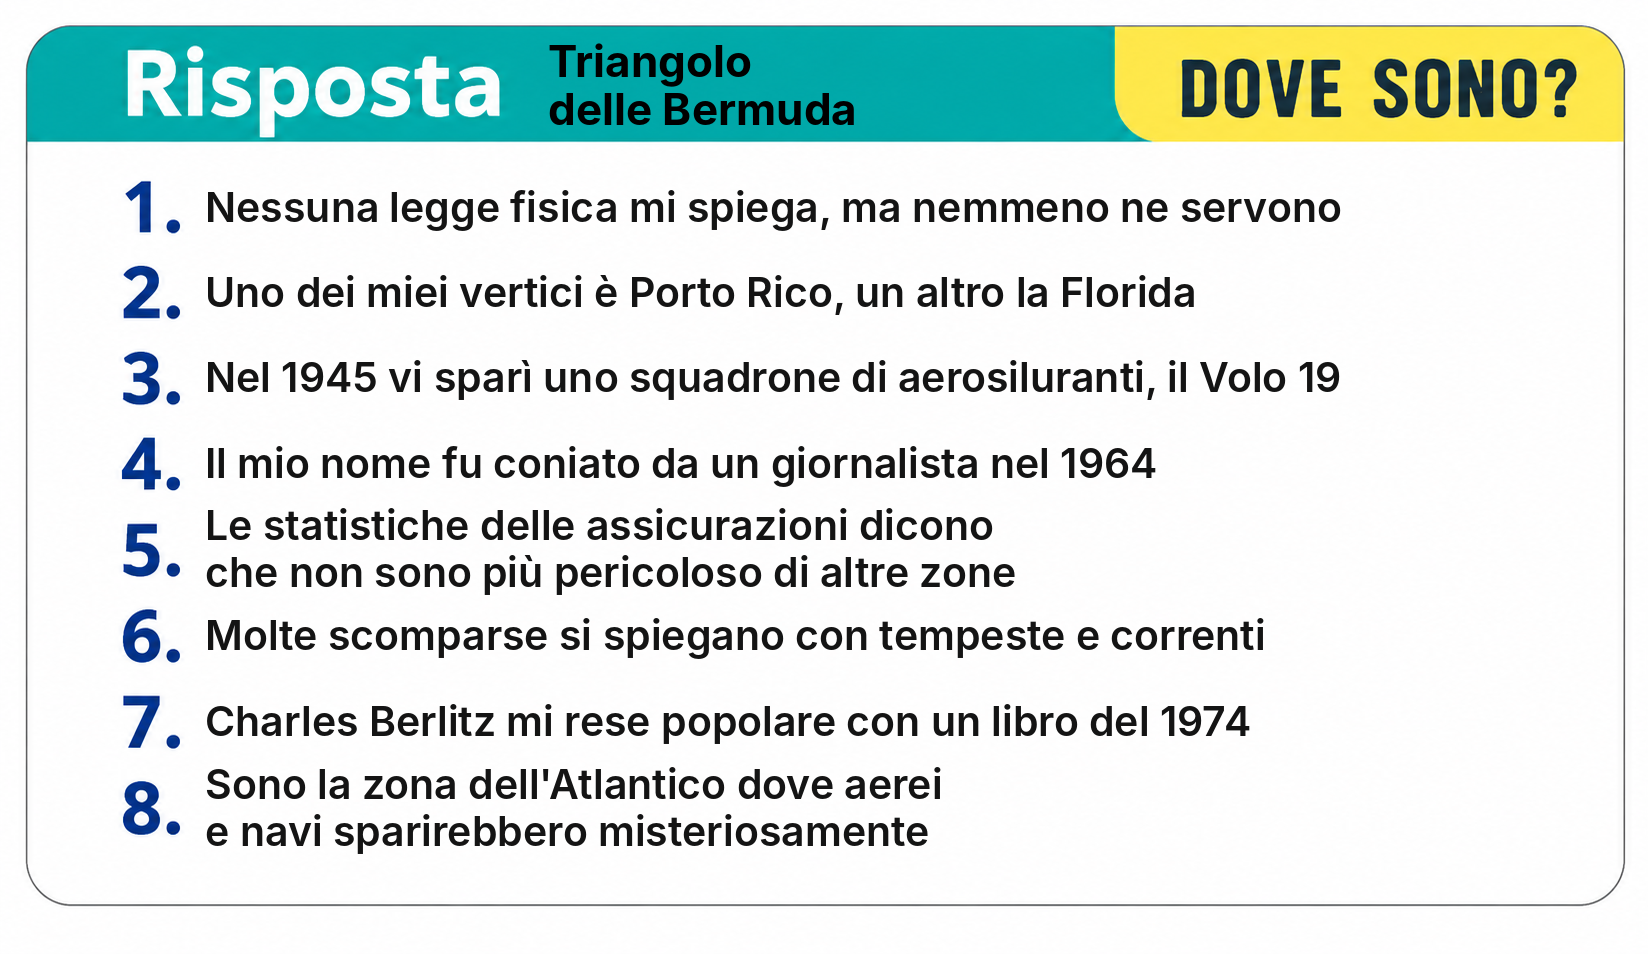 Risposta
Triangolo
delle Bermuda
DOVE SONO?
1. Nessuna legge fisica mi spiega, ma nemmeno ne servono
2. Uno dei miei vertici è Porto Rico, un altro la Florida
3. Nel 1945 vi sparì uno squadrone di aerosiluranti, il Volo 19
4. Il mio nome fu coniato da un giornalista nel 1964
5. Le statistiche delle assicurazioni dicono
che non sono più pericoloso di altre zone
6. Molte scomparse si spiegano con tempeste e correnti
7. Charles Berlitz mi rese popolare con un libro del 1974
8. Sono la zona dell'Atlantico dove aerei
e navi sparirebbero misteriosamente